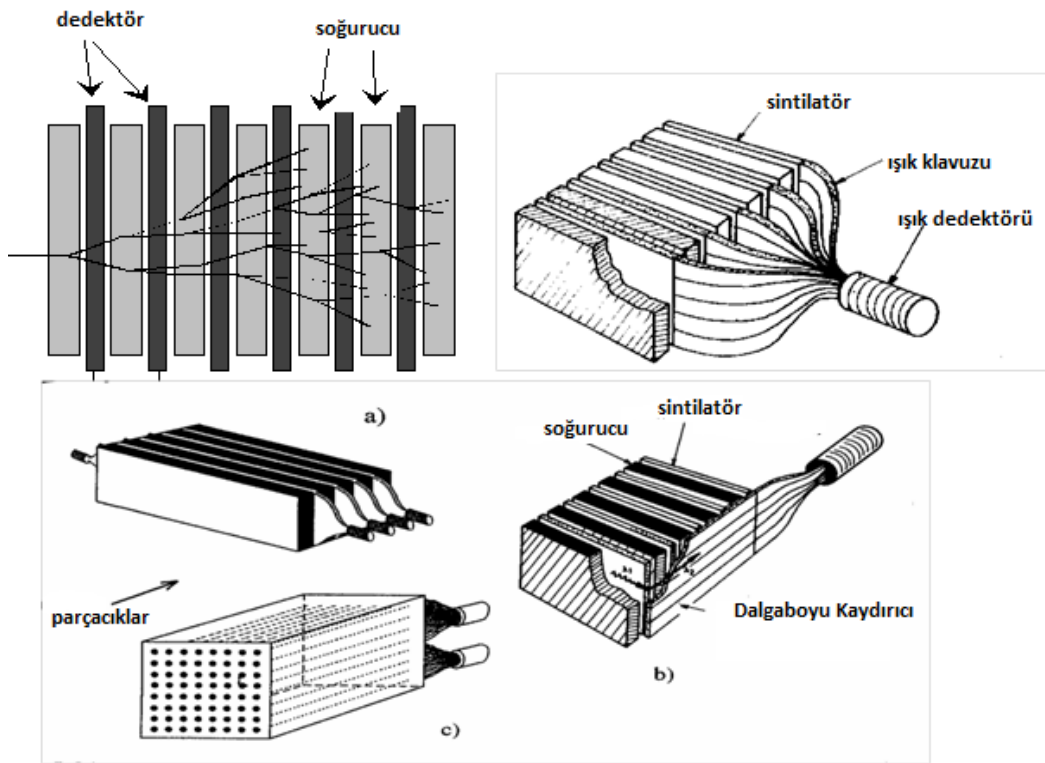 dedektör
soğurucu
sintilatör
ışık klavuzu
ışık dedektörü
a)
sintilatör
soğurucu
parçacıklar
Dalgaboyu Kaydırıcı
b)
c)